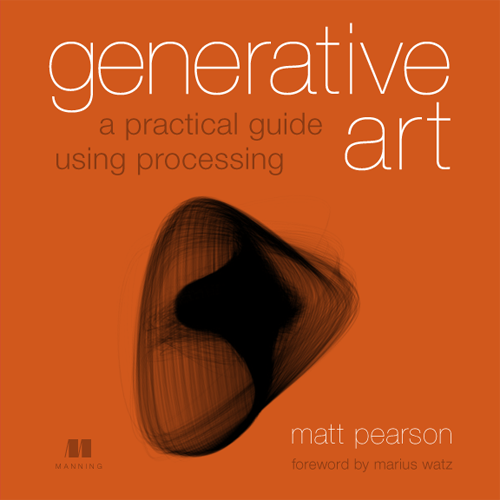 generative
art
a practical guide
using processing
matt pearson
foreword by marius watz
MANNING